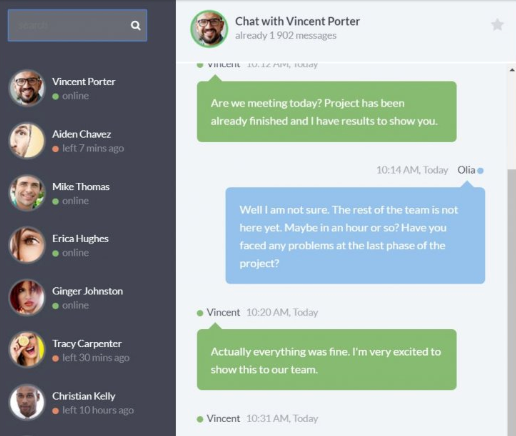 Search
Vincent Porter
online
Aiden Chavez
left 7 mins ago
Mike Thomas
online
Erica Hughes
online
Ginger Johnston
online
Tracy Carpenter
left 30 mins ago
Christian Kelly
left 10 hours ago
Chat with Vincent Porter
already 1 902 messages
Vincent 10:12 AM, Today
Are we meeting today? Project has been
already finished and I have results to show you.
10:14 AM, Today Olia
Well I am not sure. The rest of the team is not
here yet. Maybe in an hour or so? Have you
faced any problems at the last phase of the
project?
Vincent 10:20 AM, Today
Actually everything was fine. I'm very excited to
show this to our team.
Vincent 10:31 AM, Today